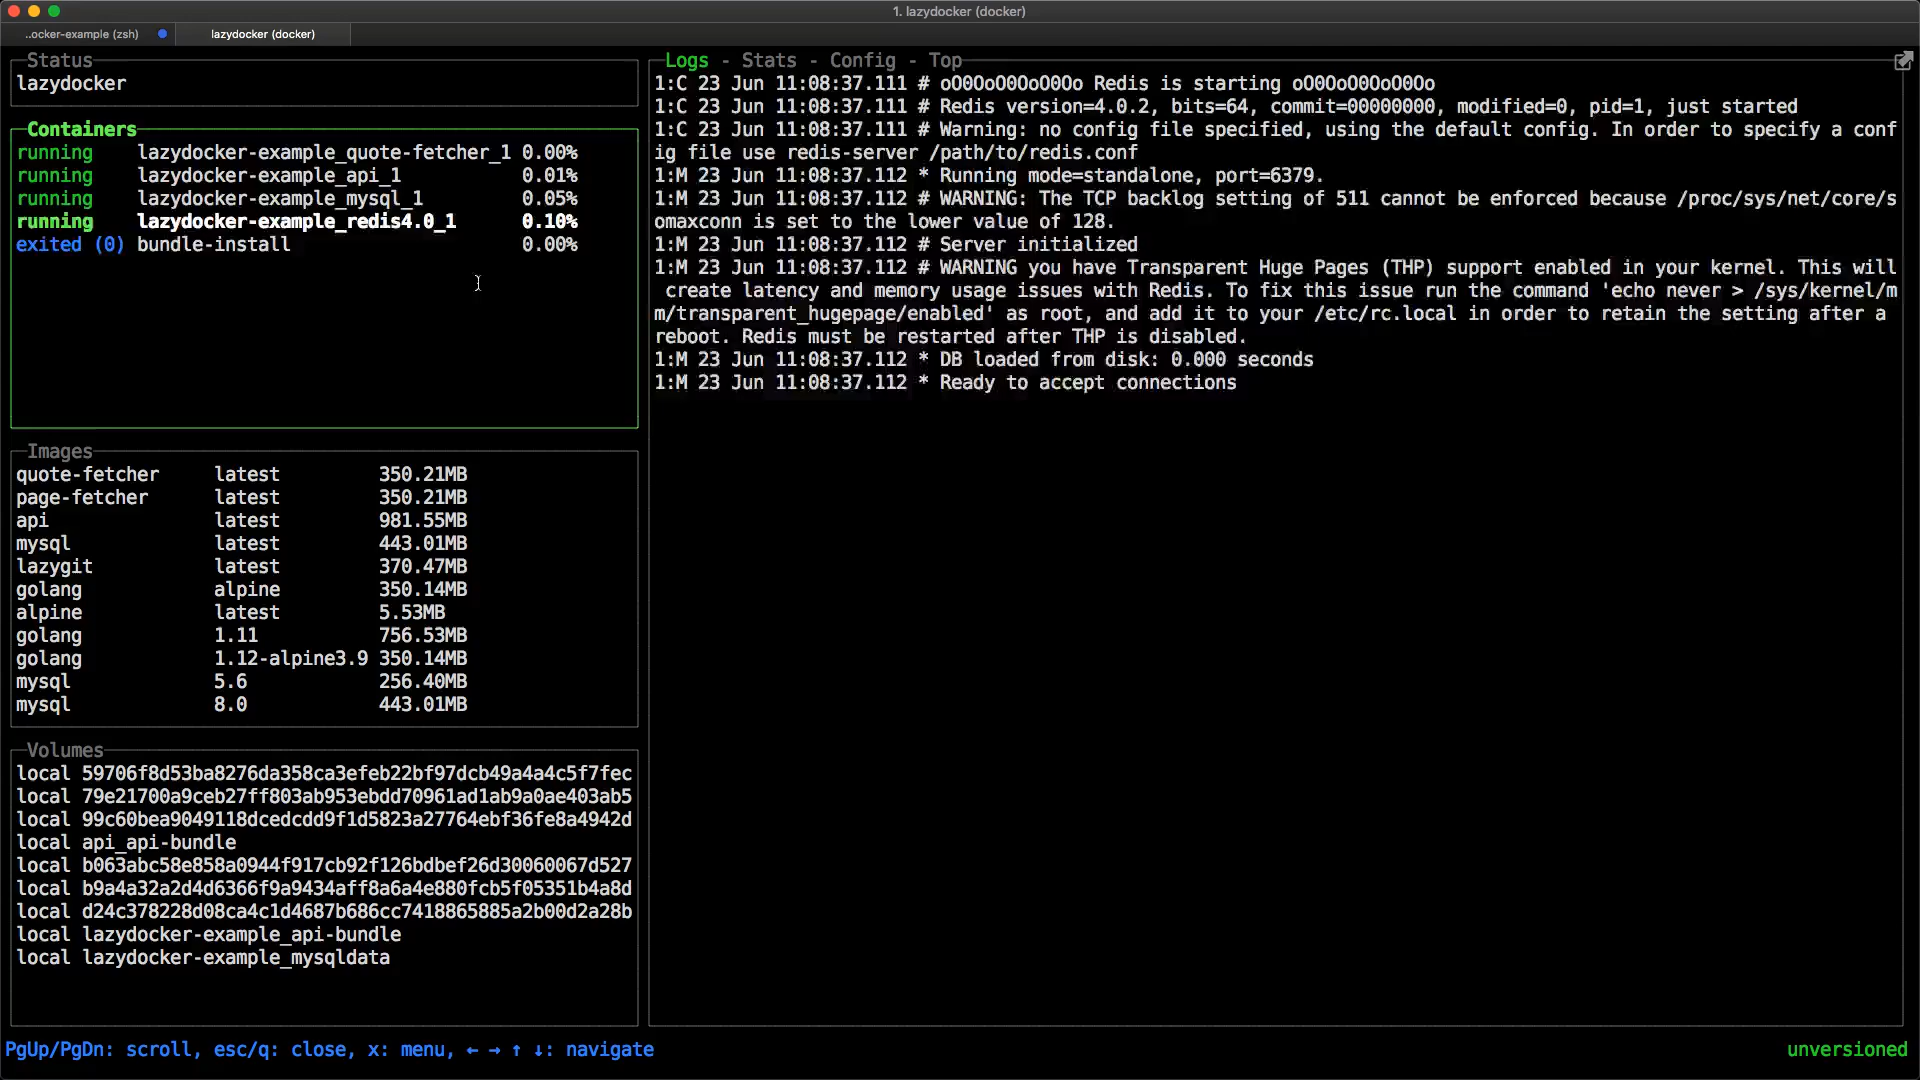 1. lazydocker (docker)
..ocker-example (zsh)
lazydocker (docker)
Status
lazydocker
Containers
running lazydocker-example_quote-fetcher_1 0.00%
running lazydocker-example_api_1 0.01%
running lazydocker-example_mysql_1 0.05%
running lazydocker-example_redis4.0_1 0.10%
exited (0) bundle-install 0.00%
Images
quote-fetcher latest 350.21MB
page-fetcher latest 350.21MB
api latest 981.55MB
mysql latest 443.01MB
lazygit latest 370.47MB
golang alpine 350.14MB
alpine latest 5.53MB
golang 1.11 756.53MB
golang 1.12-alpine3.9 350.14MB
mysql 5.6 256.40MB
mysql 8.0 443.01MB
Volumes
local 59706f8d53ba8276da358ca3efeb22bf97dcb49a4a4c5f7fec
local 79e21700a9ceb27ff803ab953ebdd70961ad1ab9a0ae403ab5
local 99c60bea9049118dcedcdd9f1d5823a27764ebf36fe8a4942d
local api_api-bundle
local b063abc58e858a0944f917cb92f126bdbef26d30060067d527
local b9a4a32a2d4d6366f9a9434aff8a6a4e880fcb5f05351b4a8d
local d24c378228d08ca4c1d4687b686cc7418865885a2b00d2a28b
local lazydocker-example_api-bundle
local lazydocker-example_mysqldata
Logs - Stats - Config - Top
1:C 23 Jun 11:08:37.111 # oO0OoO0OoO0Oo Redis is starting oO0OoO0OoO0Oo
1:C 23 Jun 11:08:37.111 # Redis version=4.0.2, bits=64, commit=00000000, modified=0, pid=1, just started
1:C 23 Jun 11:08:37.111 # Warning: no config file specified, using the default config. In order to specify a conf
ig file use redis-server /path/to/redis.conf
1:M 23 Jun 11:08:37.112 * Running mode=standalone, port=6379.
1:M 23 Jun 11:08:37.112 # WARNING: The TCP backlog setting of 511 cannot be enforced because /proc/sys/net/core/s
omaxconn is set to the lower value of 128.
1:M 23 Jun 11:08:37.112 # Server initialized
1:M 23 Jun 11:08:37.112 # WARNING you have Transparent Huge Pages (THP) support enabled in your kernel. This will
create latency and memory usage issues with Redis. To fix this issue run the command 'echo never > /sys/kernel/m
m/transparent_hugepage/enabled' as root, and add it to your /etc/rc.local in order to retain the setting after a
reboot. Redis must be restarted after THP is disabled.
1:M 23 Jun 11:08:37.112 * DB loaded from disk: 0.000 seconds
1:M 23 Jun 11:08:37.112 * Ready to accept connections
PgUp/PgDn: scroll, esc/q: close, x: menu, ← → ↑ ↓: navigate
unversioned